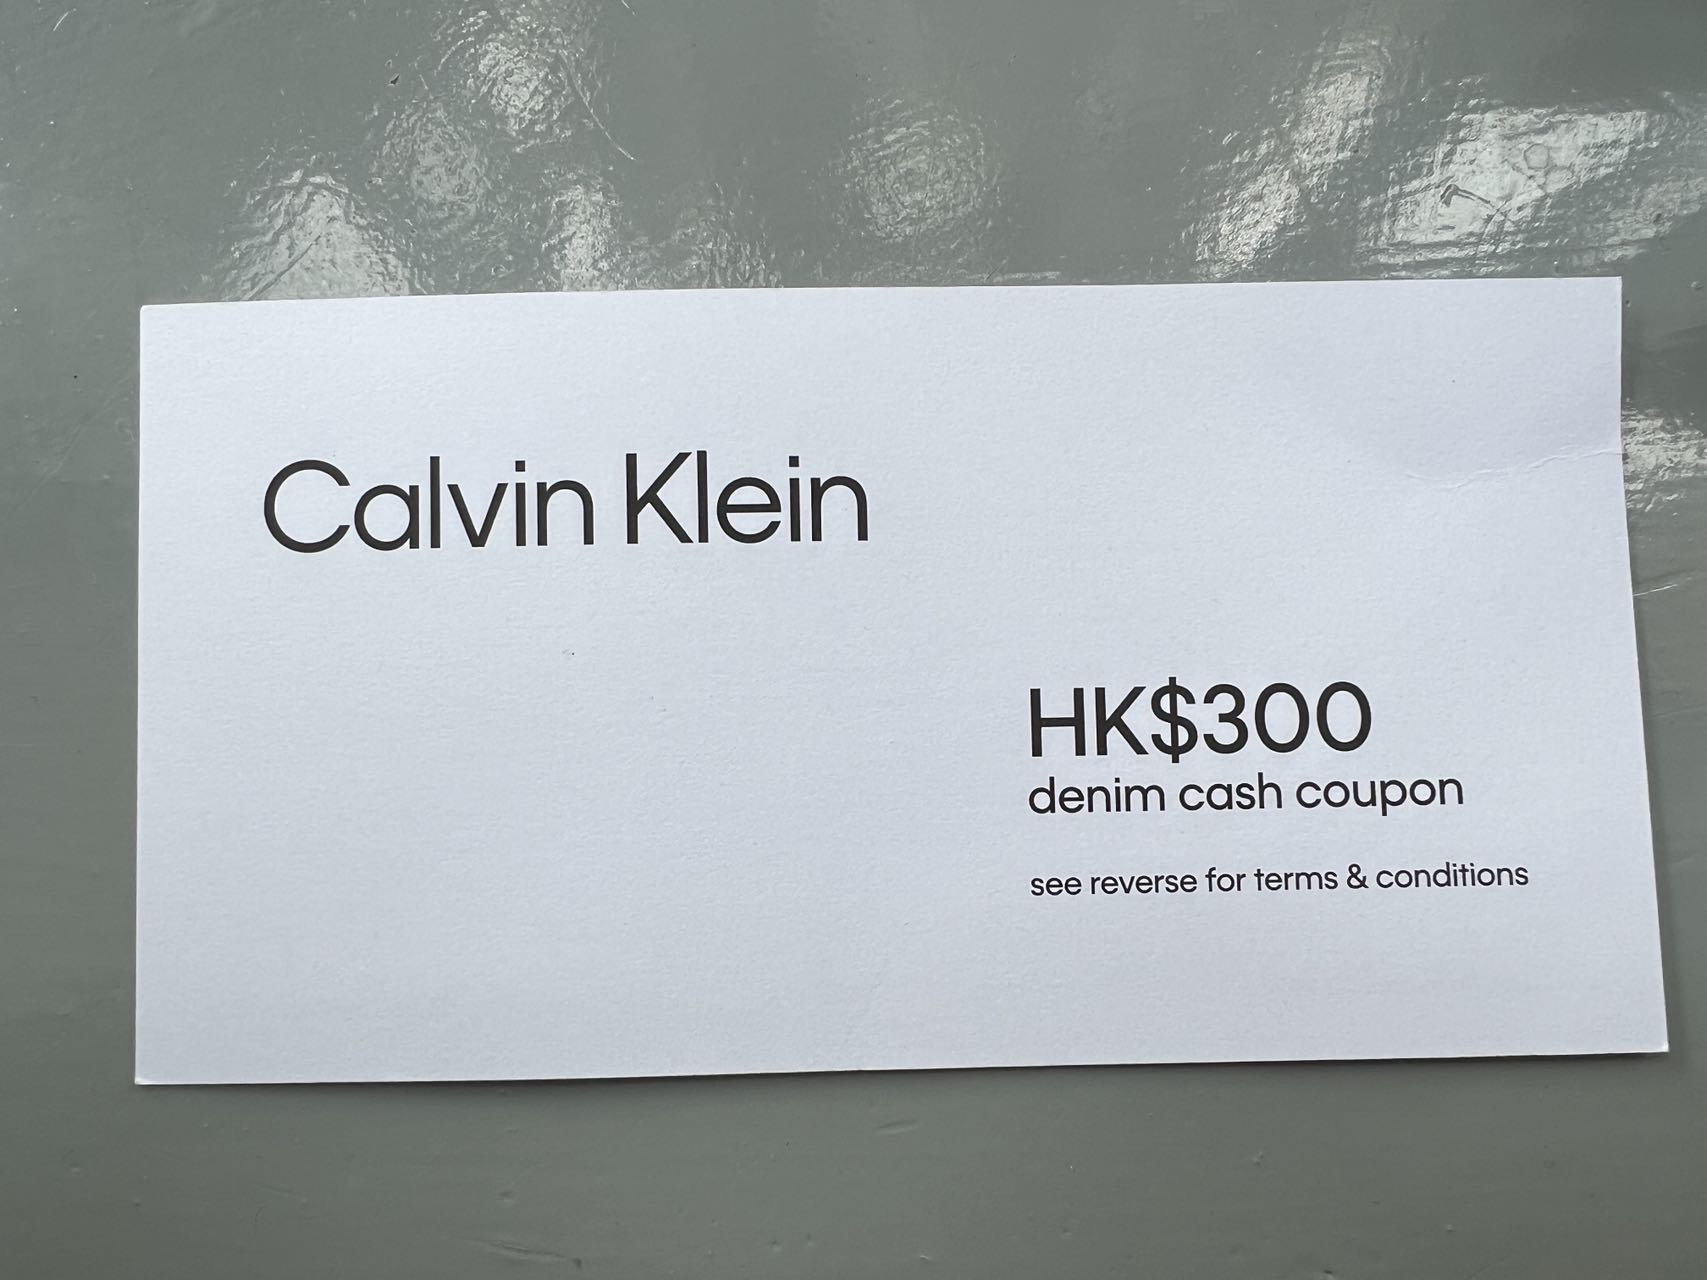 Calvin Klein
HK$300
denim cash coupon
see reverse for terms & conditions